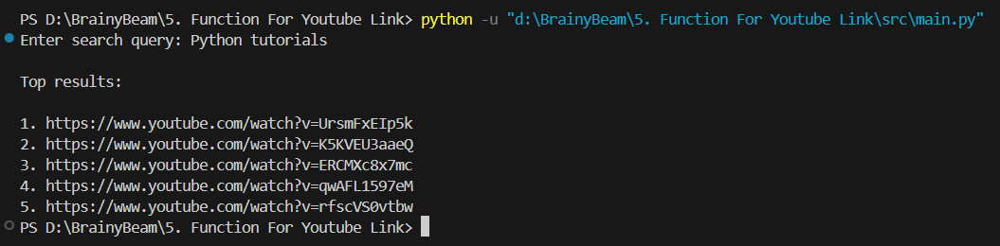 PS D:\BrainyBeam\5. Function For Youtube Link> python -u "d:\BrainyBeam\5. Function For Youtube Link\src\main.py"
Enter search query: Python tutorials
Top results:
1. https://www.youtube.com/watch?v=UrsmFxEIp5k
2. https://www.youtube.com/watch?v=K5KVEU3aaeQ
3. https://www.youtube.com/watch?v=ERCMXc8x7mc
4. https://www.youtube.com/watch?v=qwAFL1597eM
5. https://www.youtube.com/watch?v=rfscVS0vtbw
PS D:\BrainyBeam\5. Function For Youtube Link>